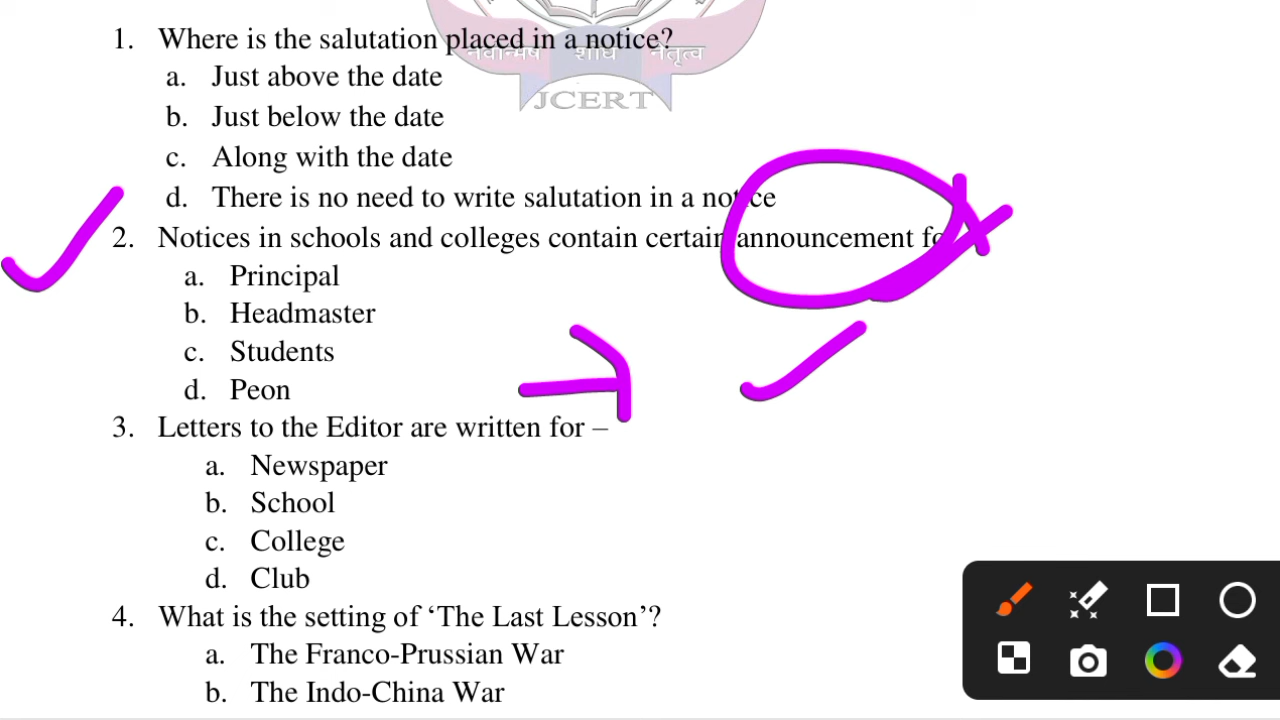 नवोन्मेष शोध नेतृत्व
JCERT
1. Where is the salutation placed in a notice?
a. Just above the date
b. Just below the date
c. Along with the date
d. There is no need to write salutation in a notice
2. Notices in schools and colleges contain certain announcement
a. Principal
b. Headmaster
c. Students
d. Peon
3. Letters to the Editor are written for –
a. Newspaper
b. School
c. College
d. Club
4. What is the setting of ‘The Last Lesson’?
a. The Franco-Prussian War
b. The Indo-China War